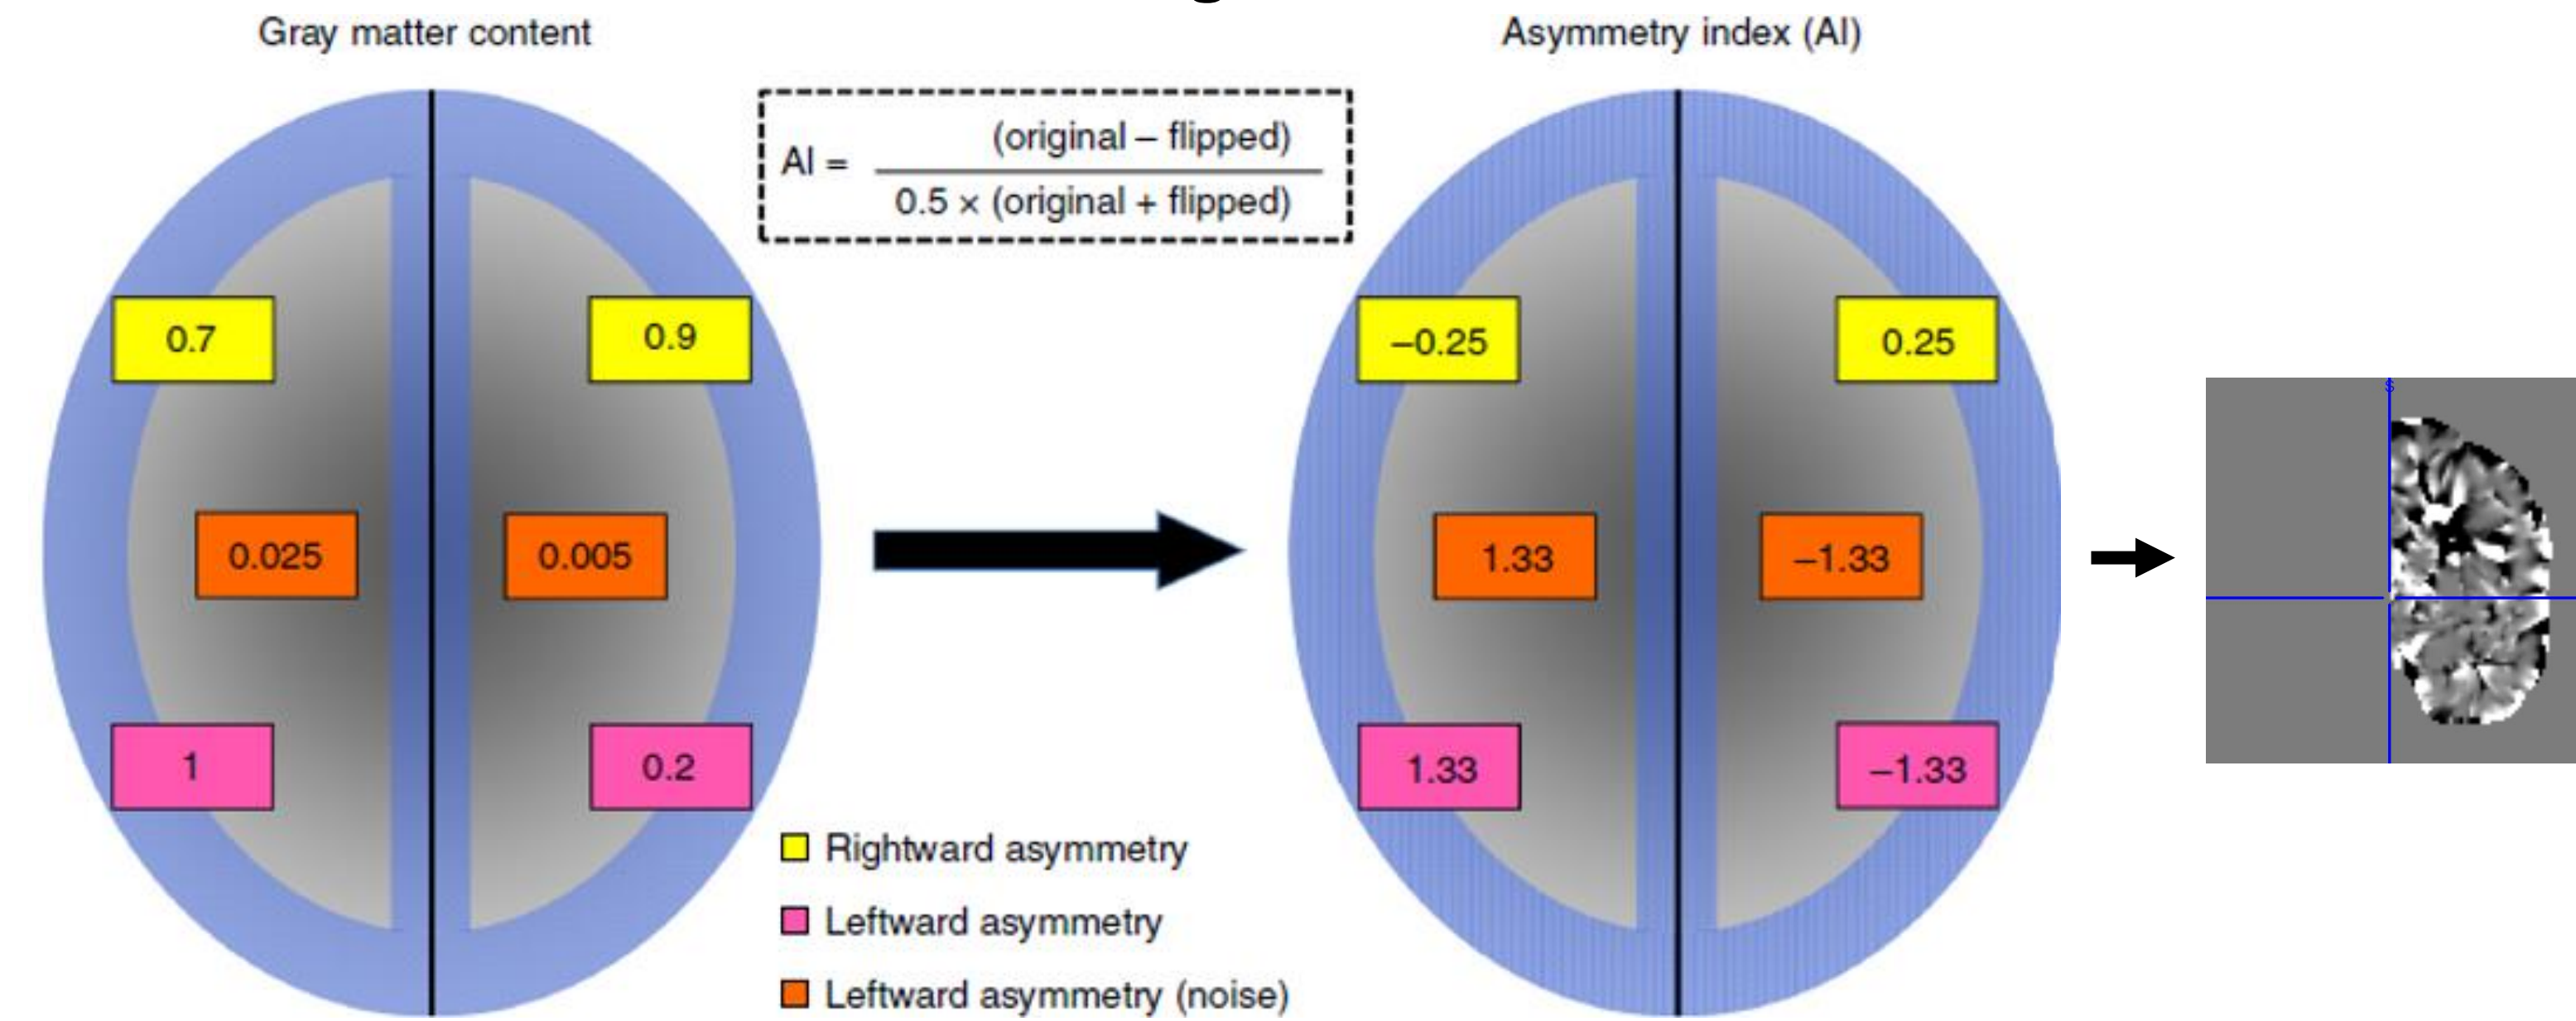 Gray matter content
Asymmetry index (AI)
AI = (original – flipped)
0.5 × (original + flipped)
0.7
0.9
–0.25
0.25
0.025
0.005
1.33
–1.33
1
0.2
1.33
–1.33
Rightward asymmetry
Leftward asymmetry
Leftward asymmetry (noise)
S